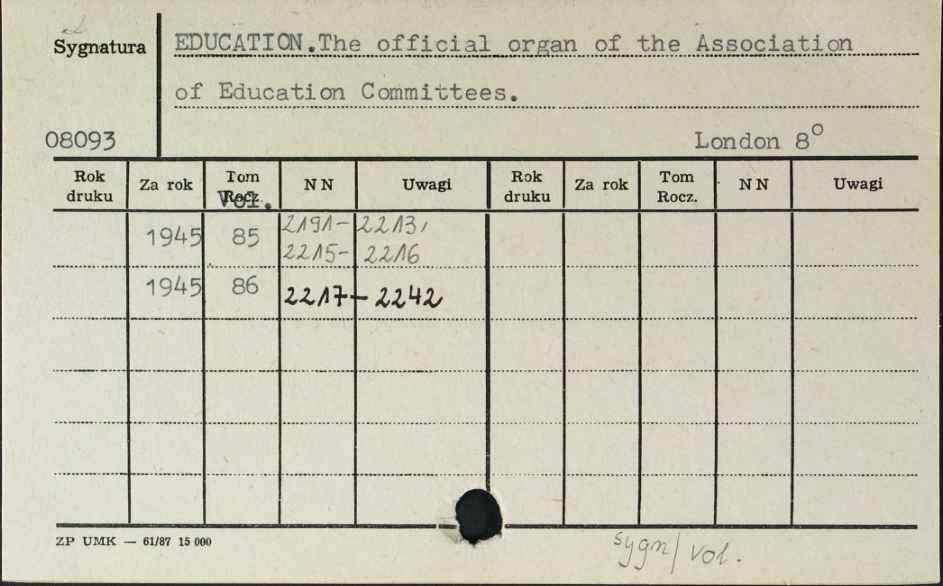 Sygnatura
EDUCATION.The official organ of the Association
of Education Committees.
08093
London 8°
Rok druku Za rok Tom Rocz. Vol. NN Uwagi Rok druku Za rok Tom Rocz. NN Uwagi
1945 85 2191-2213,
2215-2216
1945 86 2217-2242
ZP UMK — 61/87 15 000
sygn/vol.